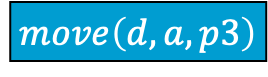 move(d, a, p3)